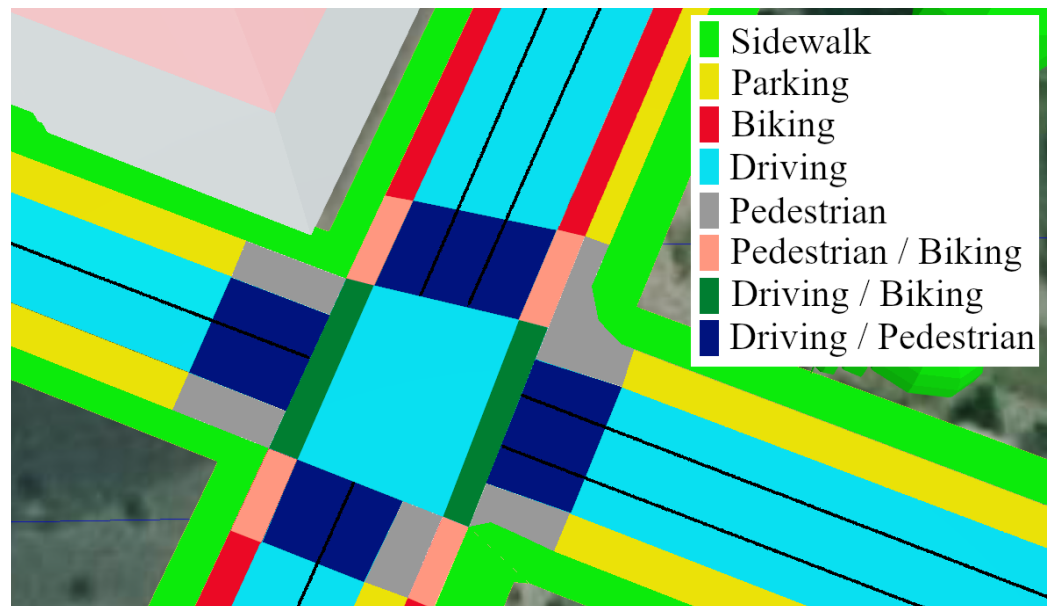 Sidewalk
Parking
Biking
Driving
Pedestrian
Pedestrian / Biking
Driving / Biking
Driving / Pedestrian